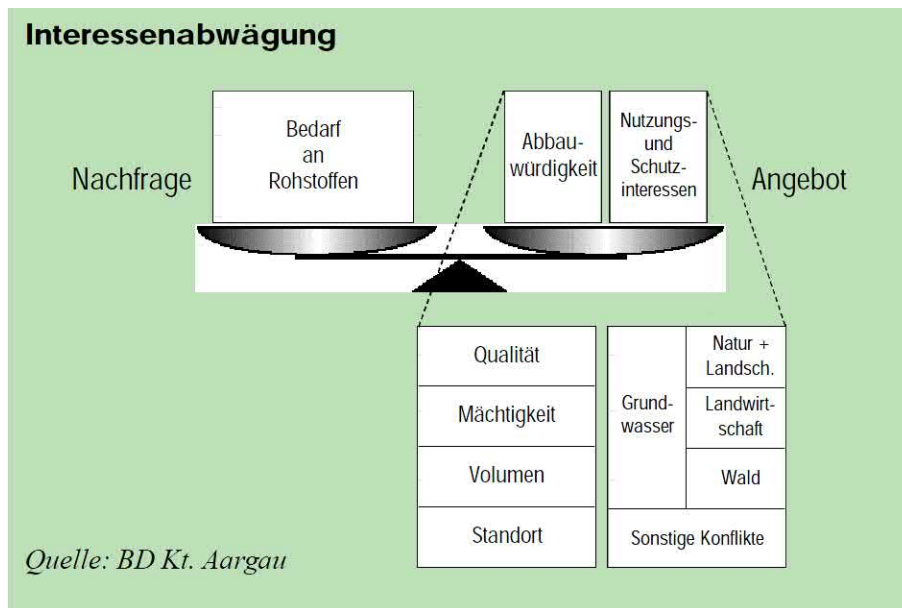 Interessenabwägung
Nachfrage
Bedarf
an
Rohstoffen
Abbau-
würdigkeit
Nutzungs-
und
Schutz-
interessen
Angebot
Qualität
Mächtigkeit
Volumen
Standort
Grund-
wasser
Natur +
Landsch.
Landwirt-
schaft
Wald
Sonstige Konflikte
Quelle: BD Kt. Aargau